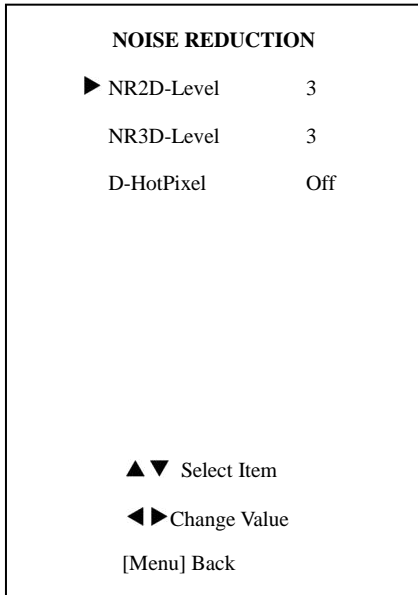 NOISE REDUCTION
▶ NR2D-Level 3
NR3D-Level 3
D-HotPixel Off
▲▼ Select Item
◀▶Change Value
[Menu] Back